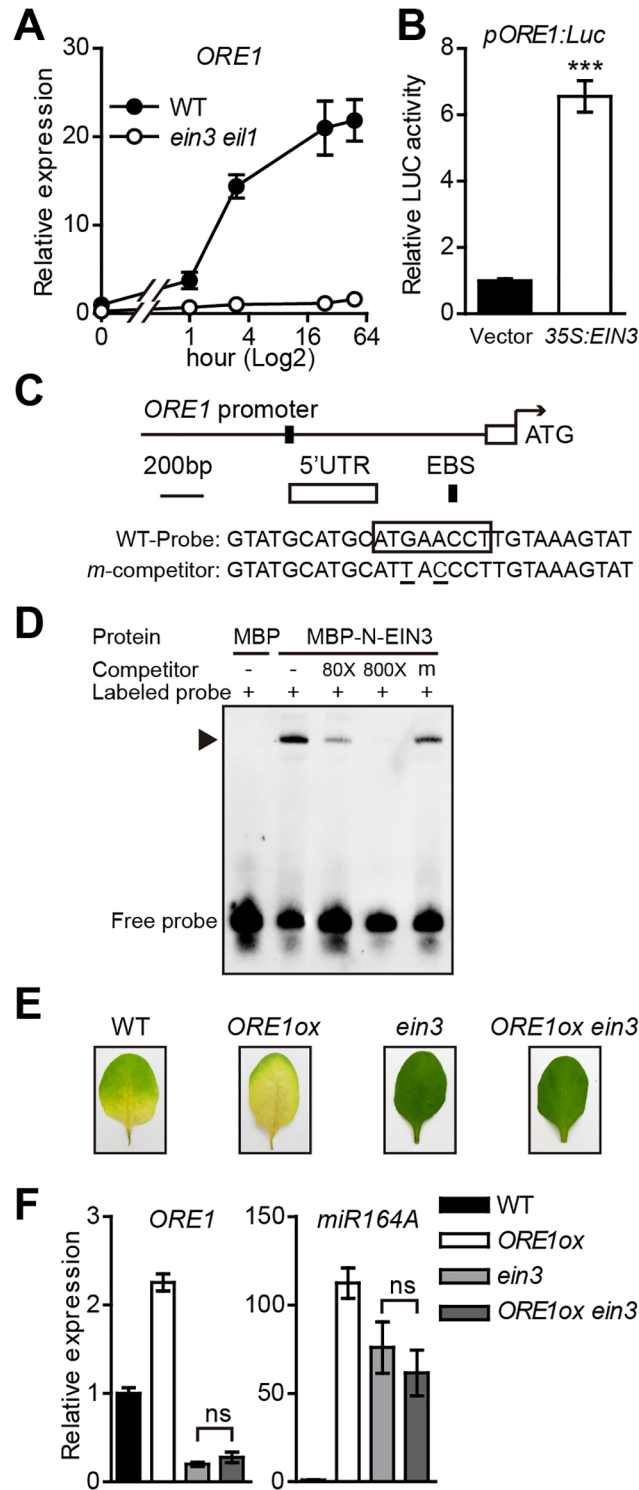 A
ORE1
30
20
10
0
Relative expression
WT
ein3 eil1
0 1 4 16 64
hour (Log2)
B
pORE1:Luc
***
8
6
4
2
0
Relative LUC activity
Vector 35S:EIN3
C
ORE1 promoter
ATG
200bp 5'UTR EBS
WT-Probe: GTATGCATGCATGAACCTTTGTAAAGTAT
m-competitor: GTATGCATGCATT ACCCTTGTAAAGTAT
D
Protein MBP MBP-N-EIN3
Competitor - - 80X 800X m
Labeled probe + + + + +
Free probe
E
WT ORE1ox ein3 ORE1ox ein3
F
ORE1
3
2
1
0
Relative expression
ns
miR164A
150
100
50
0
ns
WT
ORE1ox
ein3
ORE1ox ein3